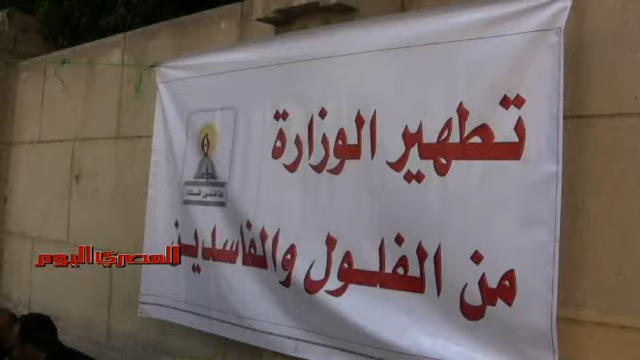 تطهير الوزارة
من الفلول والفاسدين
المصري اليوم